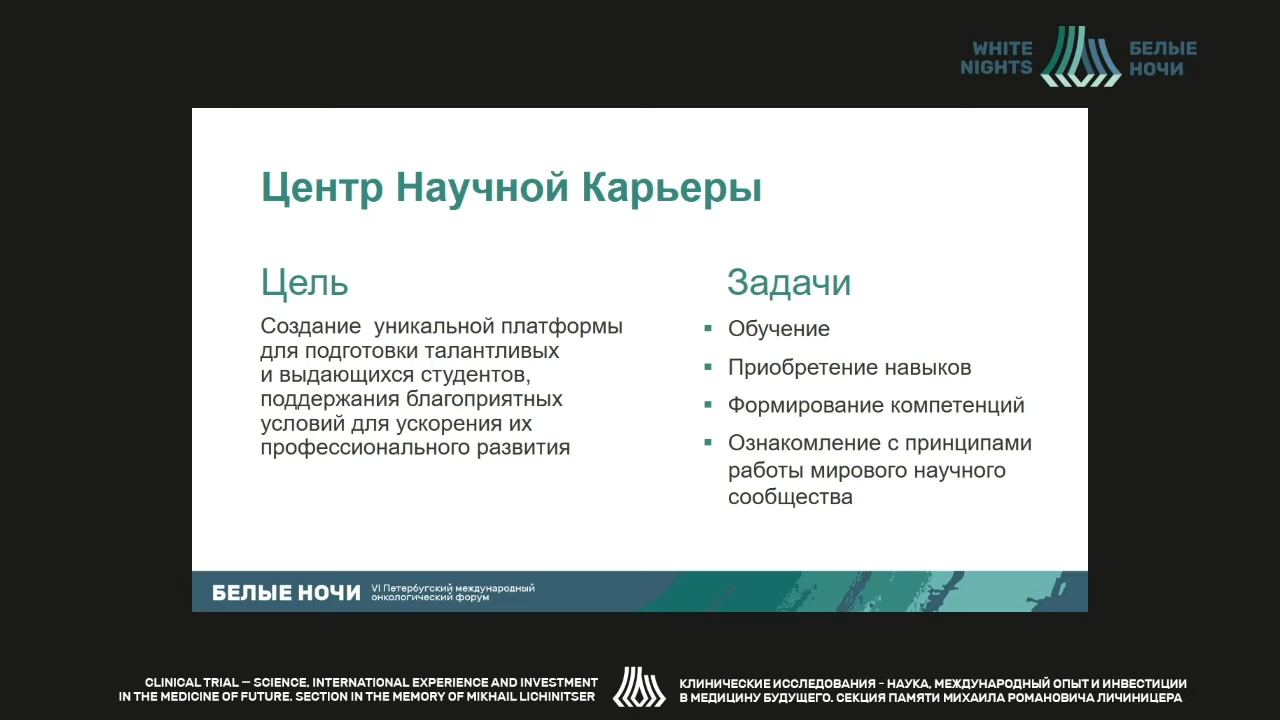 WHITE
NIGHTS
БЕЛЫЕ
НОЧИ
Центр Научной Карьеры
Цель
Создание уникальной платформы
для подготовки талантливых
и выдающихся студентов,
поддержания благоприятных
условий для ускорения их
профессионального развития
Задачи
Обучение
Приобретение навыков
Формирование компетенций
Ознакомление с принципами
работы мирового научного
сообщества
БЕЛЫЕ НОЧИ
VI Петербургский международный
онкологический форум
CLINICAL TRIAL – SCIENCE, INTERNATIONAL EXPERIENCE AND INVESTMENT
IN THE MEDICINE OF FUTURE. SECTION IN THE MEMORY OF MIKHAIL LICHINITSER
КЛИНИЧЕСКИЕ ИССЛЕДОВАНИЯ - НАУКА, МЕЖДУНАРОДНЫЙ ОПЫТ И ИНВЕСТИЦИИ
В МЕДИЦИНУ БУДУЩЕГО. СЕКЦИЯ ПАМЯТИ МИХАИЛА РОМАНОВИЧА ЛИЧИНИЦЕРА